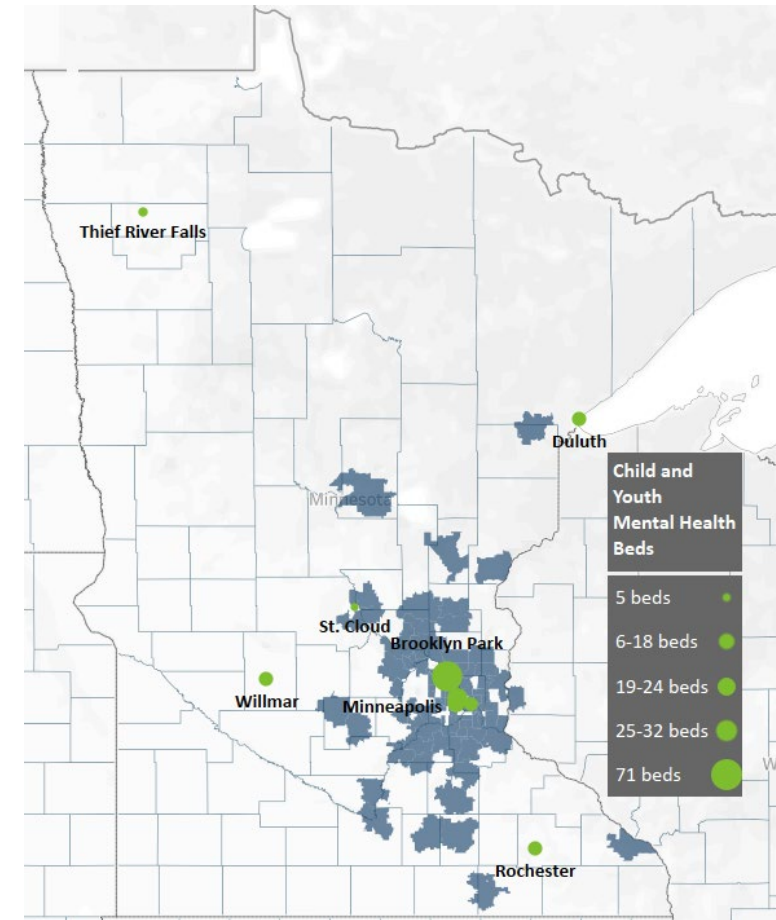 Thief River Falls
Duluth
Child and
Youth
Mental Health
Beds
Minnesota
5 beds
St. Cloud
6-18 beds
Brooklyn Park
19-24 beds
Willmar
Minneapolis
25-32 beds
71 beds
W
Rochester